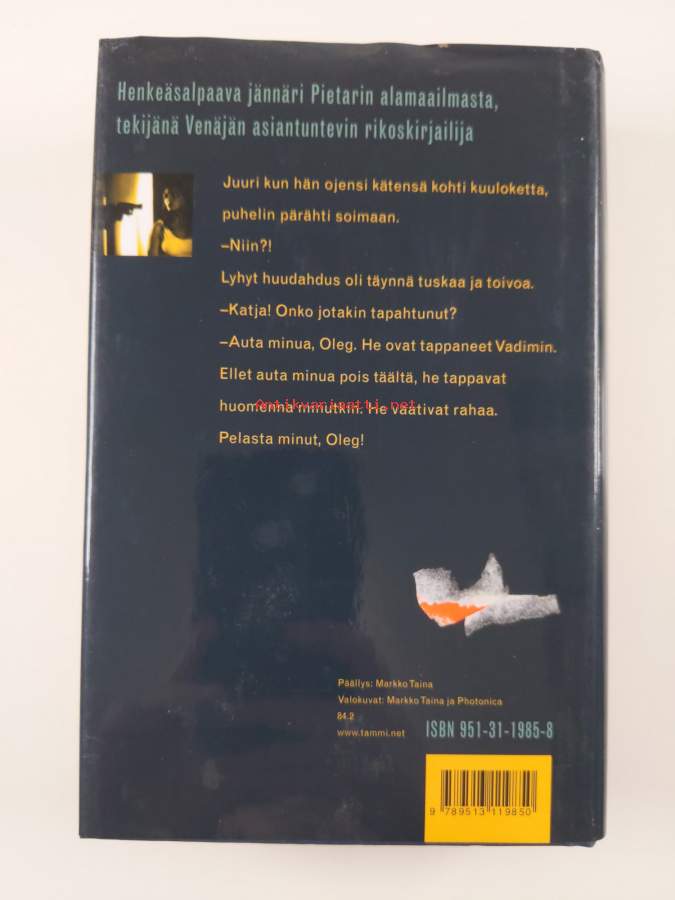 Henkeäsalpaava jännäri Pietarin alamaailmasta,
tekijänä Venäjän asiantuntevin rikoskirjailija
Juuri kun hän ojensi kätensä kohti kuuloketta,
puhelin pärähti soimaan.
–Niin?!
Lyhyt huudahdus oli täynnä tuskaa ja toivoa.
–Katja! Onko jotakin tapahtunut?
–Auta minua, Oleg. He ovat tappaneet Vadimin.
Ellet auta minua pois täältä, he tappavat
huomenna minutkin. He vaativat rahaa.
Antikvariaatti.net
Pelasta minut, Oleg!
Päällys: Markko Taina
Valokuvat: Markko Taina ja Photonica
84.2
www.tammi.net
ISBN 951-31-1985-8
9 789513 119850